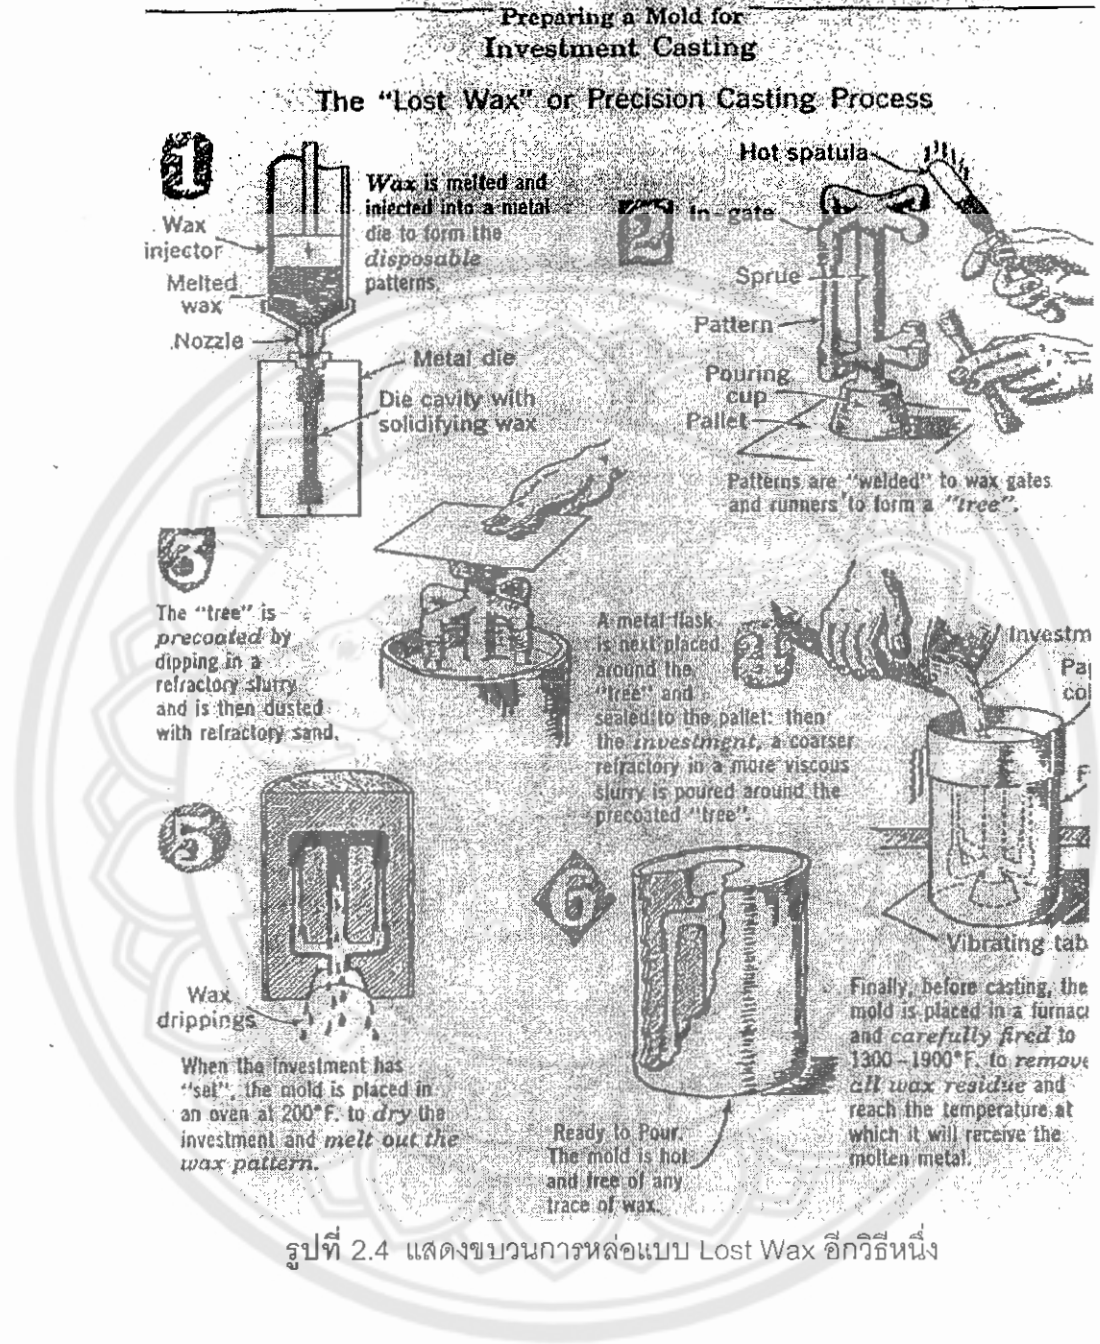 Preparing a Mold for
Investment Casting
The "Lost Wax" or Precision Casting Process
1
Wax is melted and
injected into a metal
die to form the
disposable
patterns.
Wax
injector
Melted
wax
Nozzle
Metal die
Die cavity with
solidifying wax
2
Hot spatula
In-gate
Sprue
Pattern
Pouring
cup
Pallet
Patterns are "welded" to wax gates
and runners to form a "tree".
3
The "tree" is
precoated by
dipping in a
refractory slurry
and is then dusted
with refractory sand.
4
A metal flask
is next placed
around the
"tree" and
sealed to the pallet: then
the investment, a coarser
refractory in a more viscous
slurry is poured around the
precoated "tree".
Investm
Pap
col
F
Vibrating tab
5
Wax
drippings
When the investment has
"set", the mold is placed in
an oven at 200°F. to dry the
investment and melt out the
wax pattern.
6
Ready to Pour.
The mold is hot
and free of any
trace of wax.
Finally, before casting, the
mold is placed in a furnac
and carefully fired to
1300-1900°F. to remove
all wax residue and
reach the temperature at
which it will receive the
molten metal.
รูปที่ 2.4 แสดงขบวนการหล่อแบบ Lost Wax อีกวิธีหนึ่ง